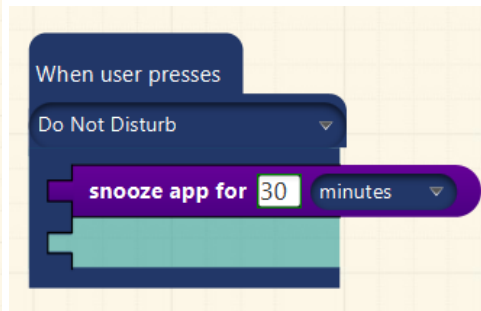 When user presses
Do Not Disturb
snooze app for 30 minutes